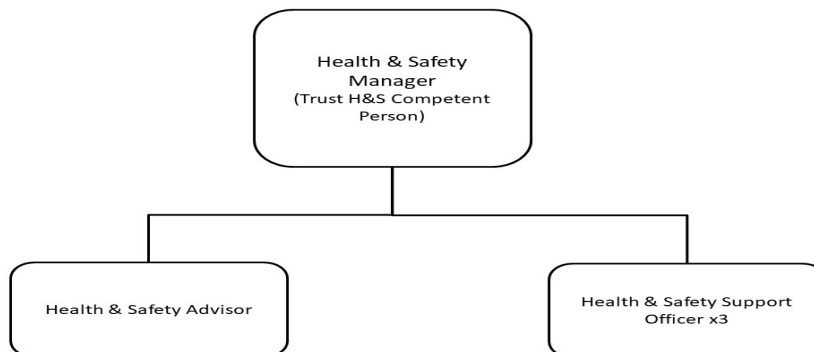 Health & Safety
Manager
(Trust H&S Competent
Person)
Health & Safety Advisor
Health & Safety Support
Officer x3